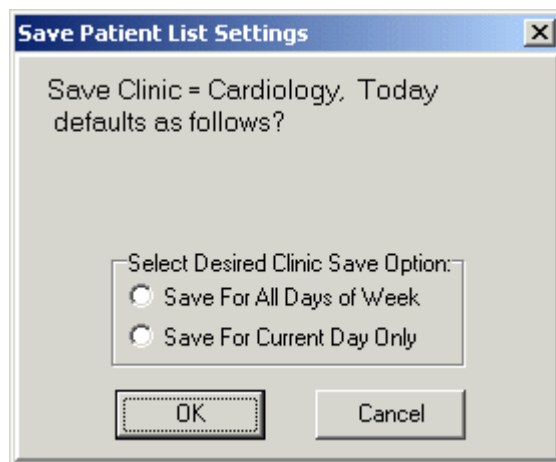 Save Patient List Settings
Save Clinic = Cardiology, Today
defaults as follows?
Select Desired Clinic Save Option:
Save For All Days of Week
Save For Current Day Only
OK Cancel